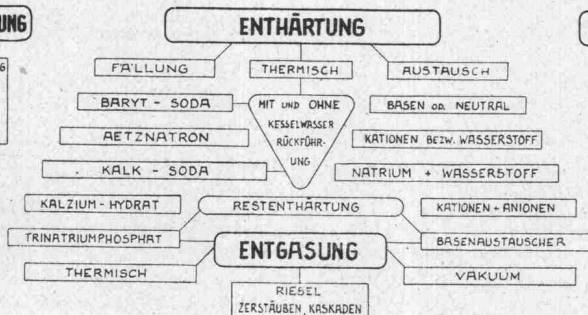 UNG
ENTHÄRTUNG
FÄLLUNG
THERMISCH
AUSTAUSCH
BARYT - SODA
AETZNATRON
KALK - SODA
MIT UND OHNE
KESSELWASSER
RÜCKFÜHR-
UNG
BASEN OD. NEUTRAL
KATIONEN BEZW. WASSERSTOFF
NATRIUM + WASSERSTOFF
KALZIUM - HYDRAT
RESTENTHÄRTUNG
KATIONEN + ANIONEN
TRINATRIUMPHOSPHAT
BASENAUSTAUSCHER
ENTGASUNG
THERMISCH
VAKUUM
RIESEL
ZERSTÄUBEN, KASKADEN